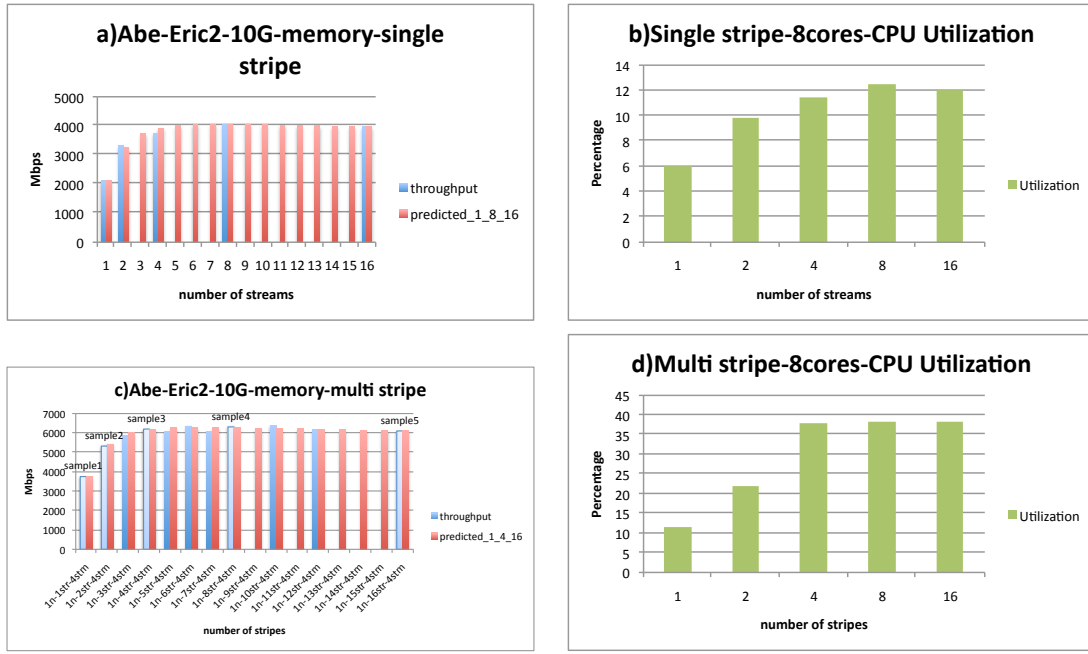 a)Abe-Eric2-10G-memory-single
stripe
5000
4000
3000
2000
1000
0
Mbps
1 2 3 4 5 6 7 8 9 10 11 12 13 14 15 16
number of streams
throughput
predicted_1_8_16
b)Single stripe-8cores-CPU Utilization
14
12
10
8
6
4
2
0
Percentage
1 2 4 8 16
number of streams
Utilization
c)Abe-Eric2-10G-memory-multi stripe
7000
6000
5000
4000
3000
2000
1000
0
Mbps
sample1
sample2
sample3
sample4
sample5
1n-1str-4stm
1n-2str-4stm
1n-3str-4stm
1n-4str-4stm
1n-5str-4stm
1n-6str-4stm
1n-7str-4stm
1n-8str-4stm
1n-9str-4stm
1n-10str-4stm
1n-11str-4stm
1n-12str-4stm
1n-13str-4stm
1n-14str-4stm
1n-15str-4stm
1n-16str-4stm
number of stripes
throughput
predicted_1_4_16
d)Multi stripe-8cores-CPU Utilization
45
40
35
30
25
20
15
10
5
0
Percentage
1 2 4 8 16
number of stripes
Utilization